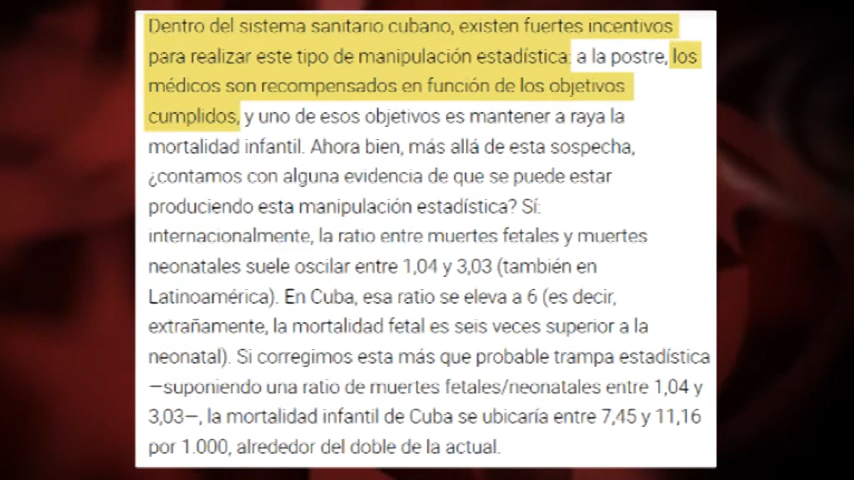 Dentro del sistema sanitario cubano, existen fuertes incentivos
para realizar este tipo de manipulación estadística: a la postre, los
médicos son recompensados en función de los objetivos
cumplidos, y uno de esos objetivos es mantener a raya la
mortalidad infantil. Ahora bien, más allá de esta sospecha,
¿contamos con alguna evidencia de que se puede estar
produciendo esta manipulación estadística? Sí:
internacionalmente, la ratio entre muertes fetales y muertes
neonatales suele oscilar entre 1,04 y 3,03 (también en
Latinoamérica). En Cuba, esa ratio se eleva a 6 (es decir,
extrañamente, la mortalidad fetal es seis veces superior a la
neonatal). Si corregimos esta más que probable trampa estadística
—suponiendo una ratio de muertes fetales/neonatales entre 1,04 y
3,03—, la mortalidad infantil de Cuba se ubicaría entre 7,45 y 11,16
por 1.000, alrededor del doble de la actual.